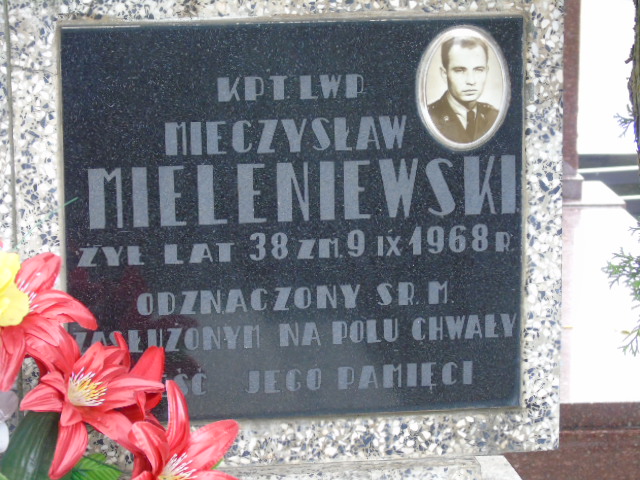 KPT. LWP
MIECZYSŁAW
MIELENIEWSKI
ŻYŁ LAT 38 ZM. 9 IX 1968 R
ODZNACZONY SR. M.
ZASŁUŻONYM NA POLU CHWAŁY
JEGO PAMIĘCI